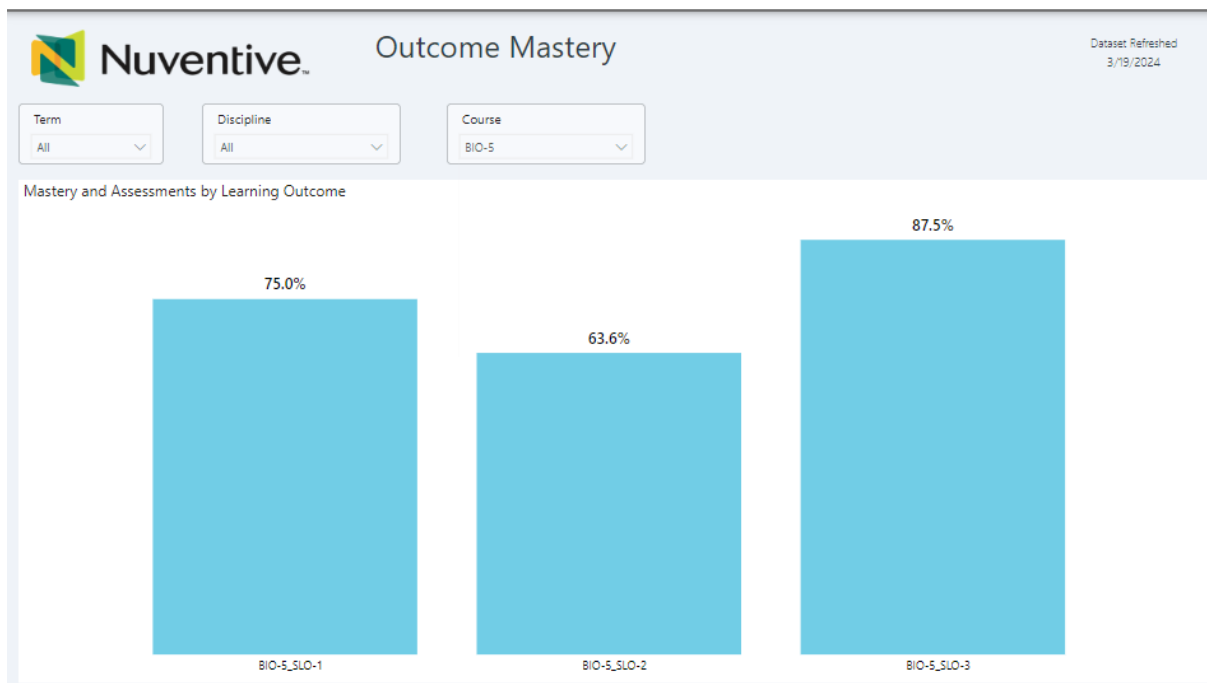 Nuventive™
Outcome Mastery
Dataset Refreshed
3/19/2024
Term
All
Discipline
All
Course
BIO-5
Mastery and Assessments by Learning Outcome
75.0%
63.6%
87.5%
BIO-5_SLO-1
BIO-5_SLO-2
BIO-5_SLO-3